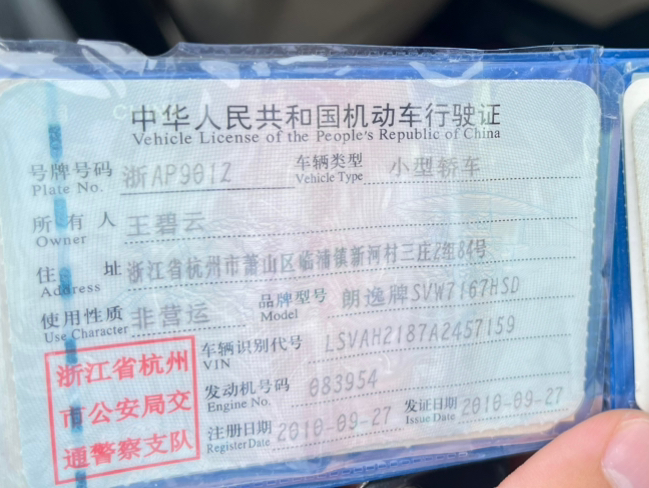 中华人民共和国机动车行驶证
Vehicle License of the People's Republic of China
号牌号码 浙AP901Z 车辆类型 小型轿车
Plate No. Vehicle Type
所有人 王碧云
Owner
住址 浙江省杭州市萧山区临浦镇新河村三庄2组84号
Address
使用性质 非营运 品牌型号 朗逸牌SVW7167HSD
Use Character Model
车辆识别代号 LSVAH2187A2457159
VIN
发动机号码 083954
Engine No.
注册日期 2010-09-27 发证日期 2010-09-27
Register Date Issue Date
浙江省杭州
市公安局交
通警察支队